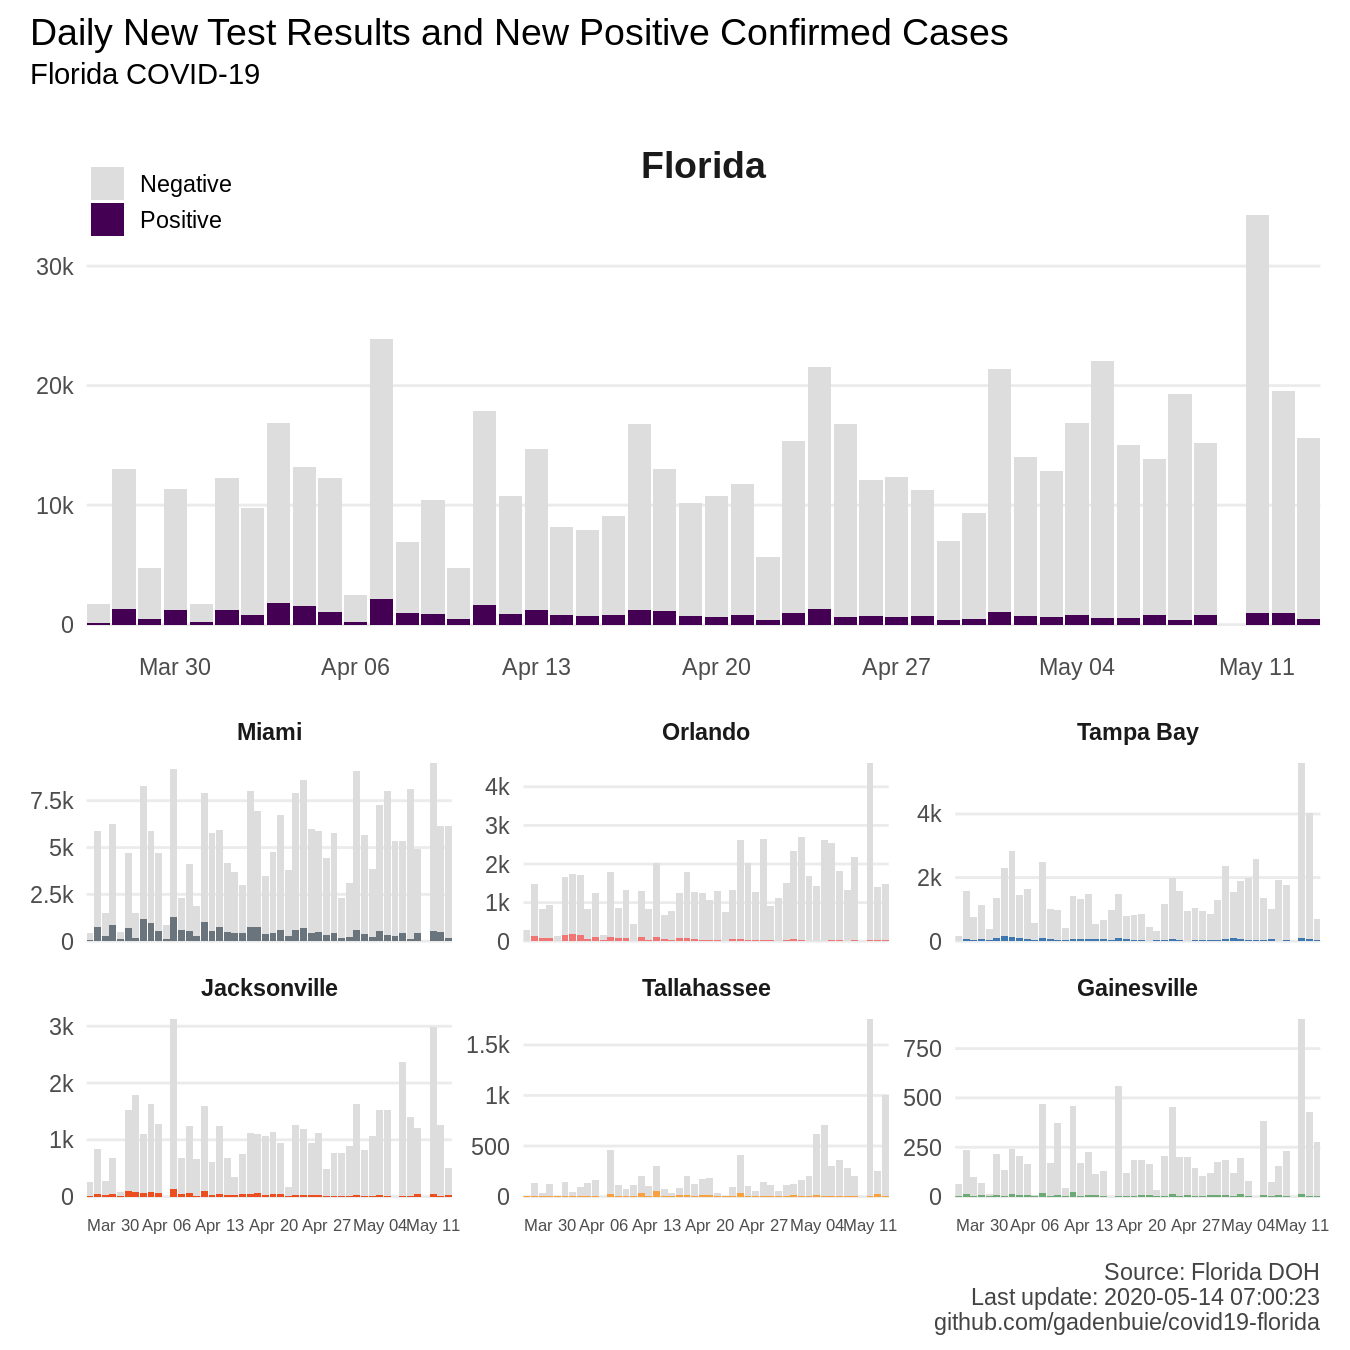 Daily New Test Results and New Positive Confirmed Cases
Florida COVID-19
Florida
Negative
Positive
30k
20k
10k
0
Mar 30 Apr 06 Apr 13 Apr 20 Apr 27 May 04 May 11
Miami Orlando Tampa Bay
7.5k
5k
2.5k
0
4k
3k
2k
1k
0
4k
2k
0
Jacksonville Tallahassee Gainesville
3k
2k
1k
0
1.5k
1k
500
0
750
500
250
0
Mar 30 Apr 06 Apr 13 Apr 20 Apr 27 May 04 May 11
Mar 30 Apr 06 Apr 13 Apr 20 Apr 27 May 04 May 11
Mar 30 Apr 06 Apr 13 Apr 20 Apr 27 May 04 May 11
Source: Florida DOH
Last update: 2020-05-14 07:00:23
github.com/gadenbuie/covid19-florida